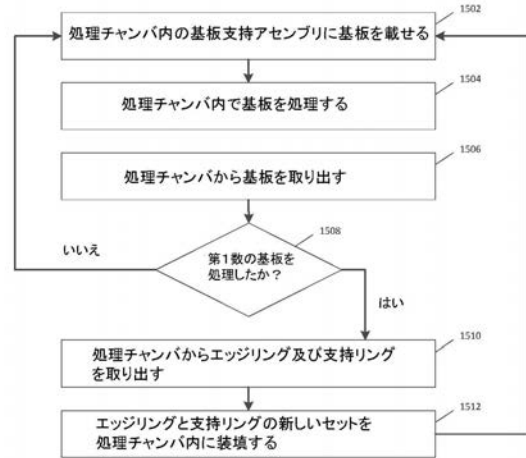 1502
処理チャンバ内の基板支持アセンブリに基板を載せる
1504
処理チャンバ内で基板を処理する
1506
処理チャンバから基板を取り出す
1508
第1数の基板を
処理したか?
いいえ
はい
1510
処理チャンバからエッジリング及び支持リング
を取り出す
1512
エッジリングと支持リングの新しいセットを
処理チャンバ内に装填する